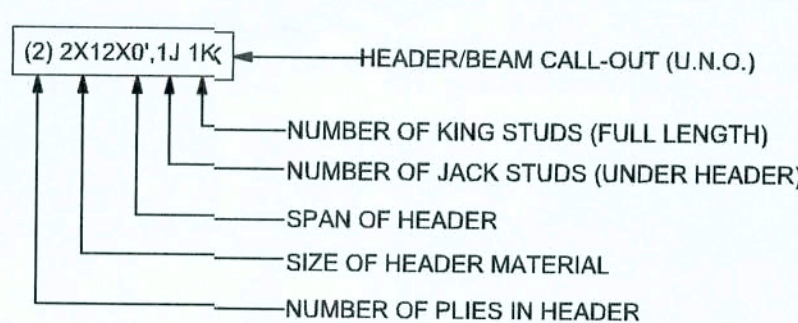 (2) 2X12X0',1J 1K
HEADER/BEAM CALL-OUT (U.N.O.)
NUMBER OF KING STUDS (FULL LENGTH)
NUMBER OF JACK STUDS (UNDER HEADER)
SPAN OF HEADER
SIZE OF HEADER MATERIAL
NUMBER OF PLIES IN HEADER